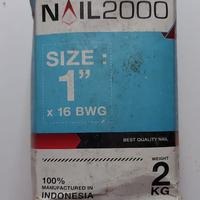 NAIL2000
SIZE :
1”
x 16 BWG
BEST QUALITY NAIL
WEIGHT
2
KG
100%
MANUFACTURED IN
INDONESIA